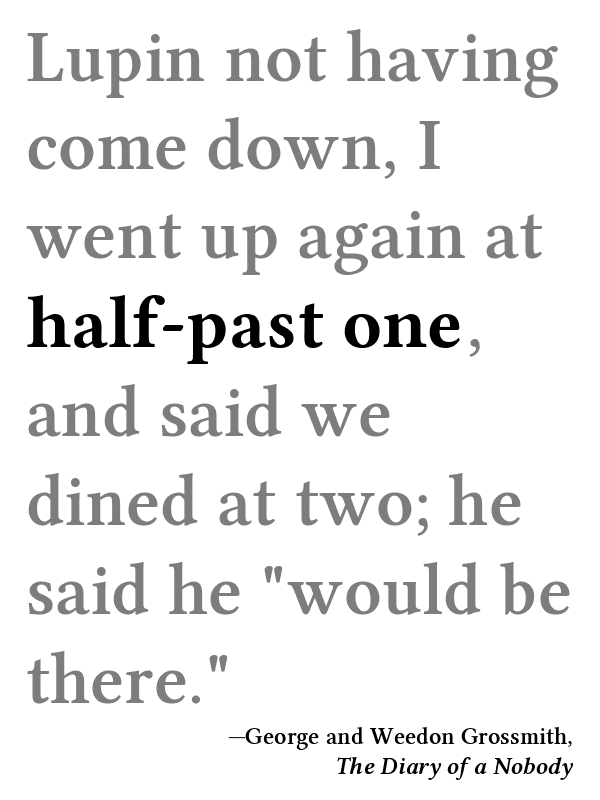 Lupin not having
come down, I
went up again at
half-past one,
and said we
dined at two; he
said he "would be
there."
—George and Weedon Grossmith,
The Diary of a Nobody